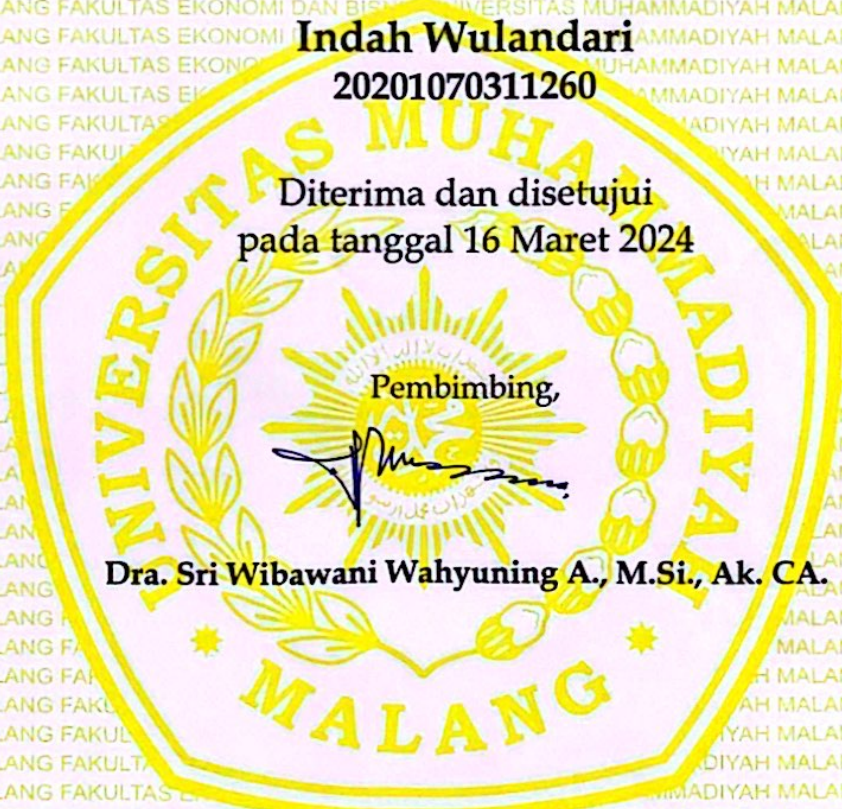 Indah Wulandari
20201070311260
Diterima dan disetujui
pada tanggal 16 Maret 2024
Pembimbing,
Dra. Sri Wibawani Wahyuning A., M.Si., Ak. CA.
UNIVERSITAS MUHAMMADIYAH
MALANG